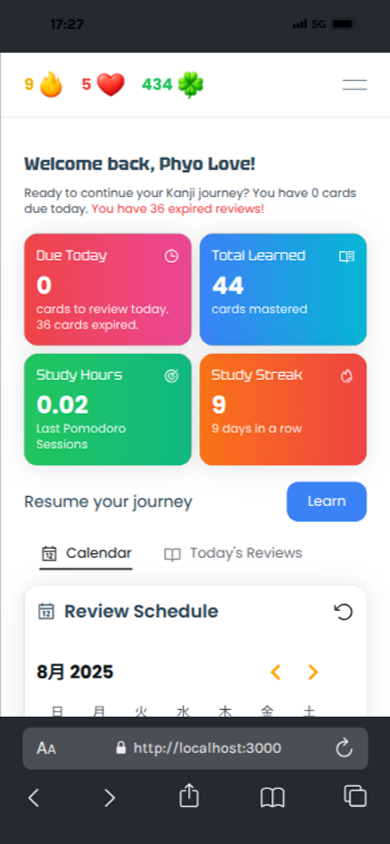 17:27
5G
9
5
434
Welcome back, Phyo Love!
Ready to continue your Kanji journey? You have 0 cards
due today. You have 36 expired reviews!
Due Today
0
cards to review today.
36 cards expired.
Total Learned
44
cards mastered
Study Hours
0.02
Last Pomodoro
Sessions
Study Streak
9
9 days in a row
Resume your journey
Learn
12
Calendar
Today's Reviews
12
Review Schedule
8月 2025
日 月 火 水 木 金 土
AA
http://localhost:3000